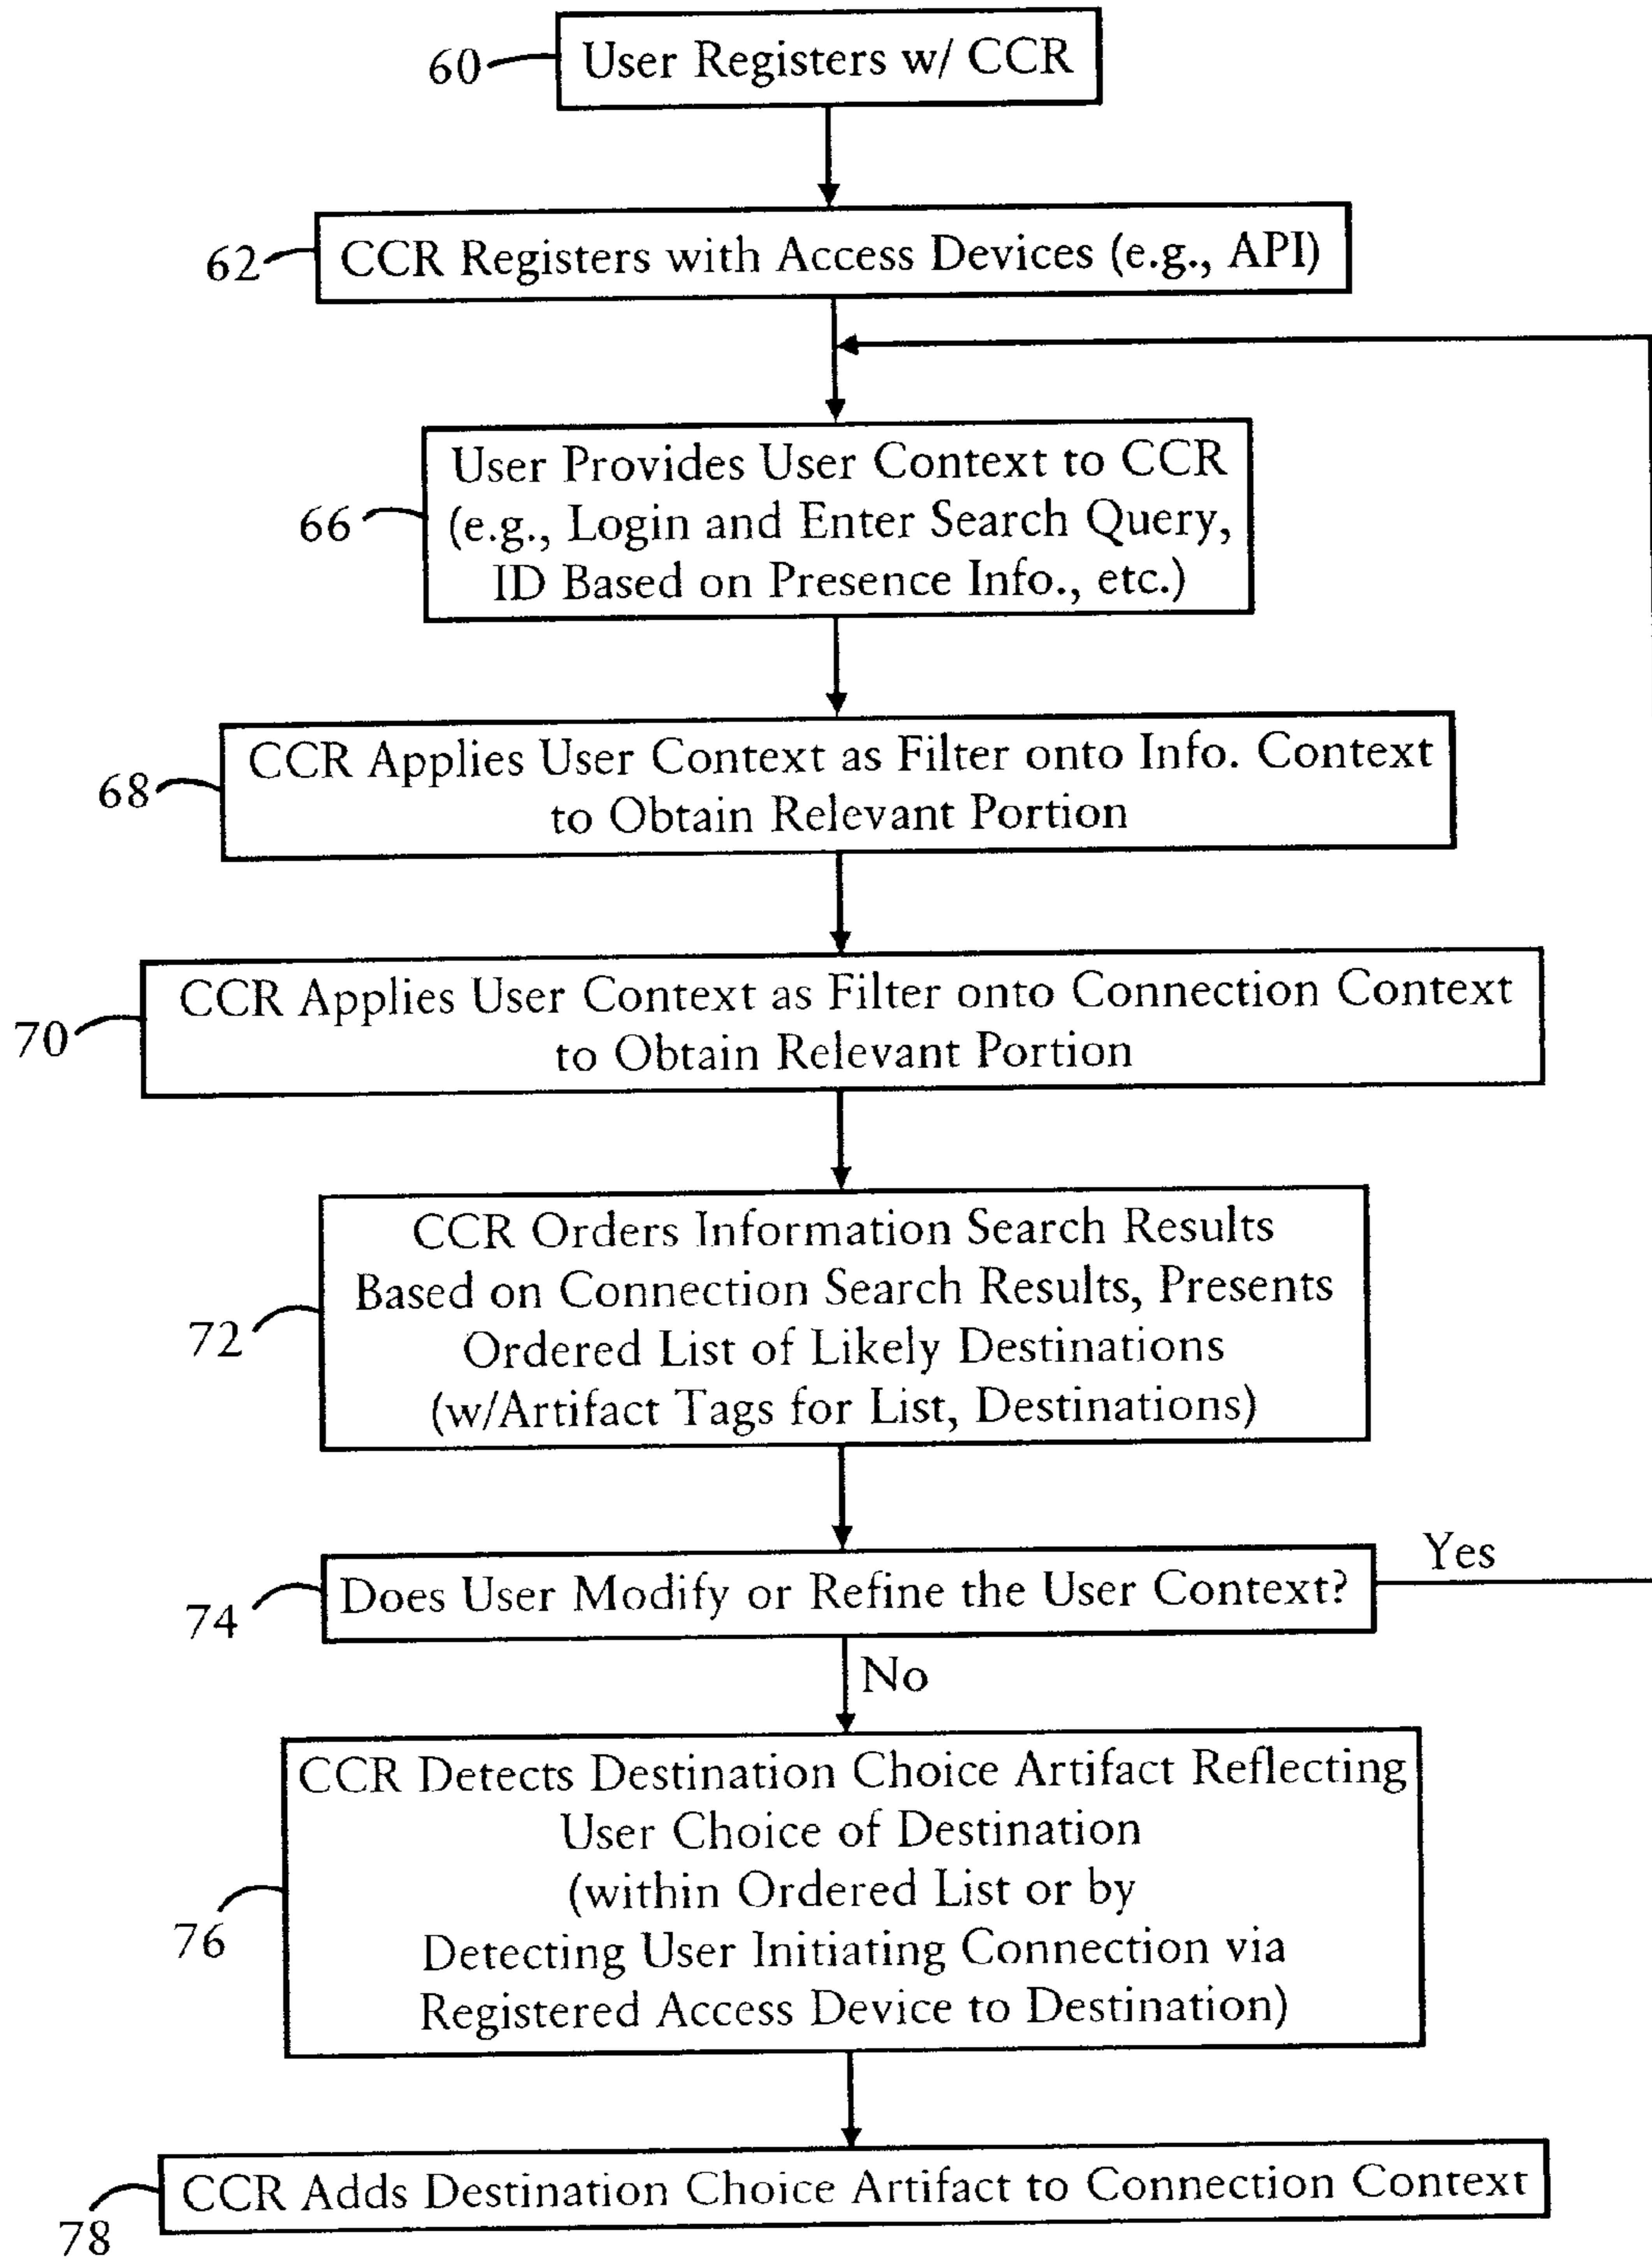 60
User Registers w/ CCR
62
CCR Registers with Access Devices (e.g., API)
User Provides User Context to CCR
66
(e.g., Login and Enter Search Query,
ID Based on Presence Info., etc.)
68
CCR Applies User Context as Filter onto Info. Context
to Obtain Relevant Portion
70
CCR Applies User Context as Filter onto Connection Context
to Obtain Relevant Portion
CCR Orders Information Search Results
Based on Connection Search Results, Presents
72
Ordered List of Likely Destinations
(w/Artifact Tags for List, Destinations)
Yes
74
Does User Modify or Refine the User Context?
No
CCR Detects Destination Choice Artifact Reflecting
User Choice of Destination
(within Ordered List or by
76
Detecting User Initiating Connection via
Registered Access Device to Destination)
78
CCR Adds Destination Choice Artifact to Connection Context